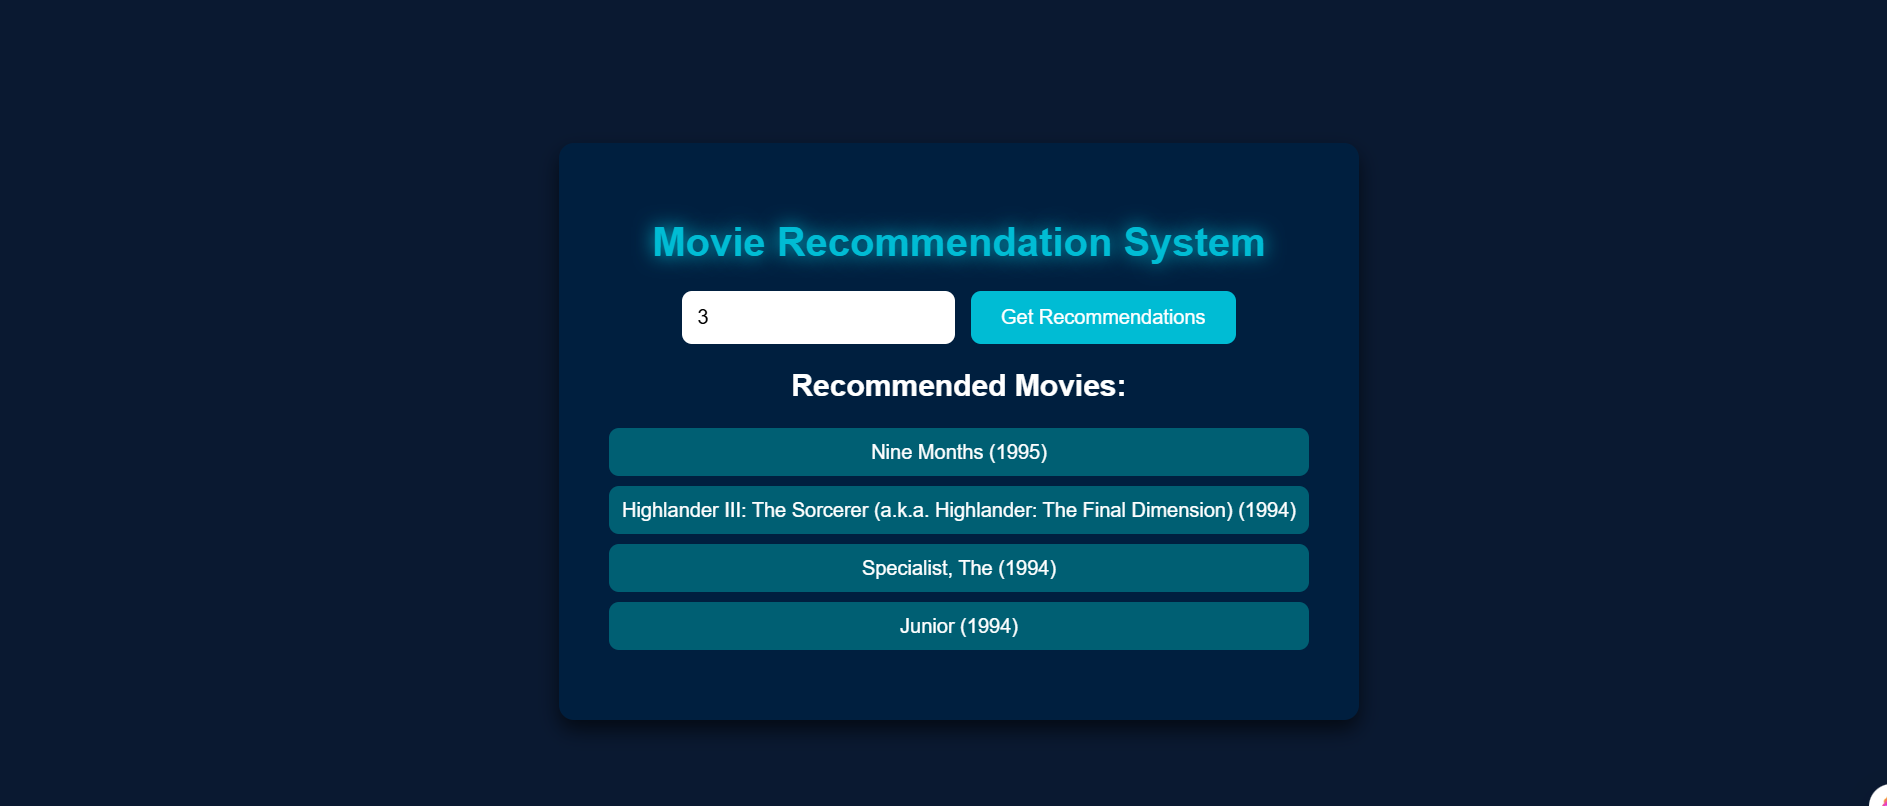 Movie Recommendation System
3
Get Recommendations
Recommended Movies:
Nine Months (1995)
Highlander III: The Sorcerer (a.k.a. Highlander: The Final Dimension) (1994)
Specialist, The (1994)
Junior (1994)